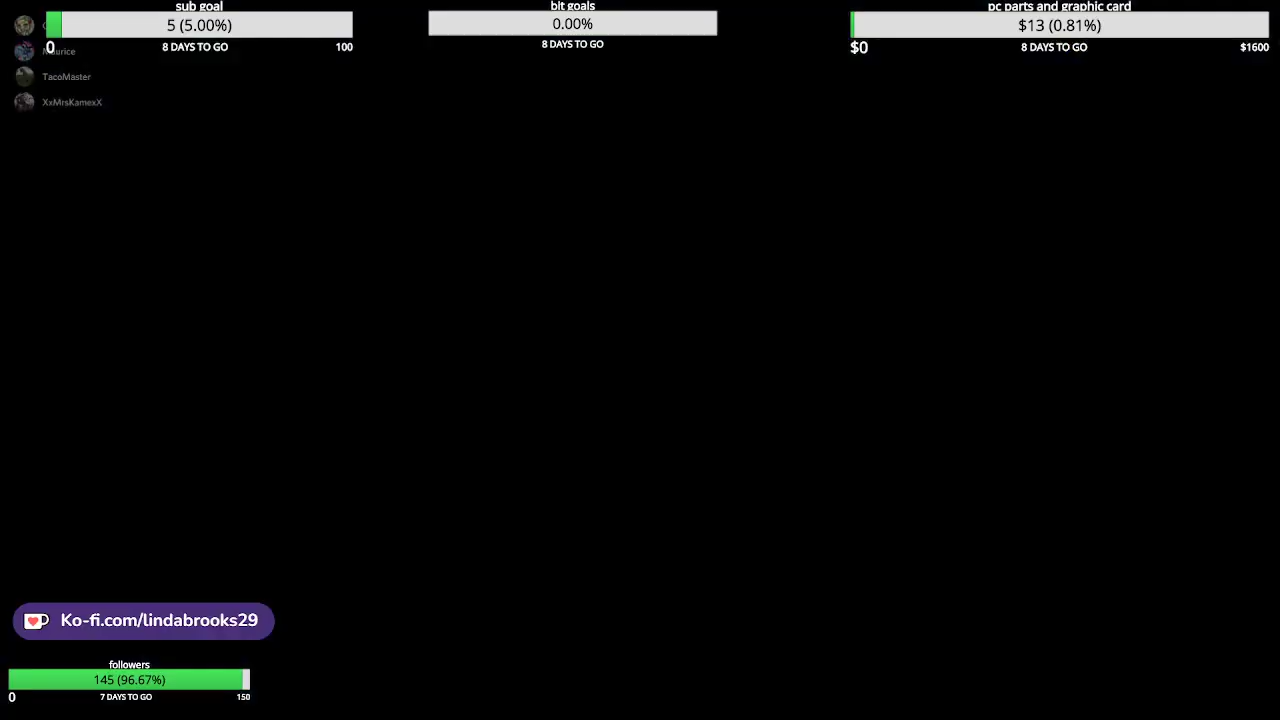 sub goal
5 (5.00%)
0
8 DAYS TO GO
100
bit goals
0.00%
8 DAYS TO GO
pc parts and graphic card
$13 (0.81%)
$0
8 DAYS TO GO
$1600
TacoMaster
XxMrsKamexX
Ko-fi.com/lindabrooks29
followers
145 (96.67%)
0
7 DAYS TO GO
150